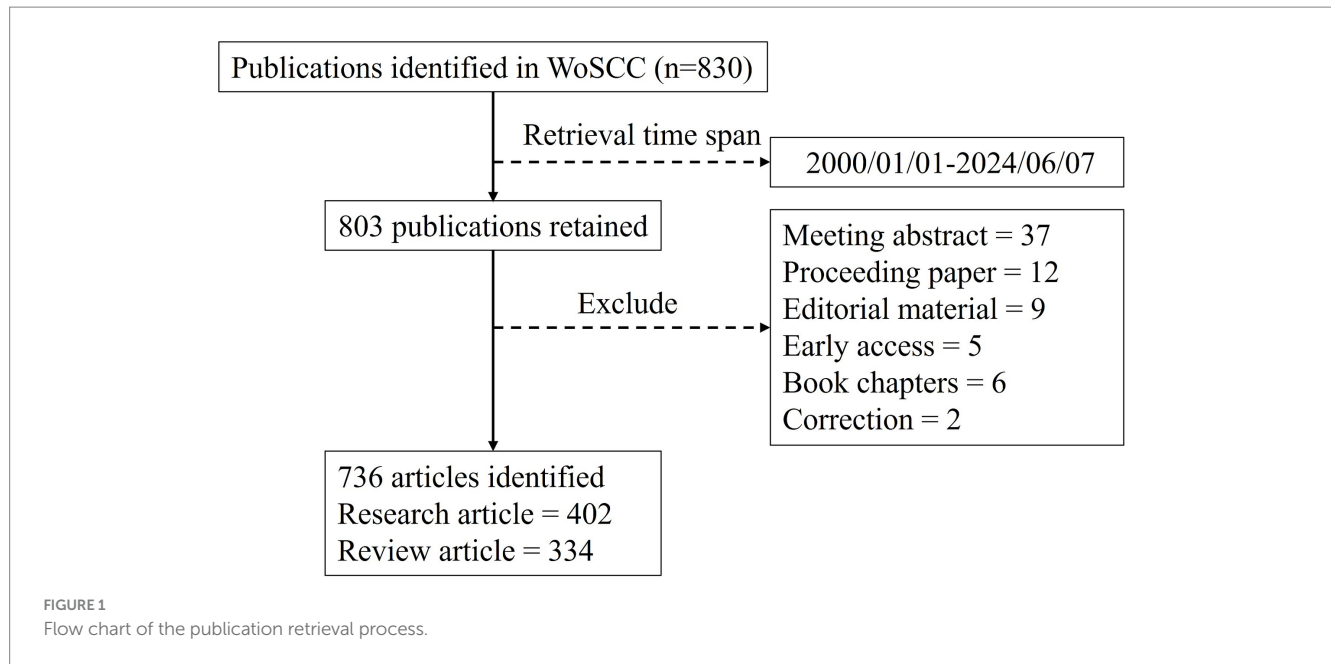 Publications identified in WoSCC (n=830)
Retrieval time span
2000/01/01-2024/06/07
803 publications retained
Exclude
Meeting abstract = 37
Proceeding paper = 12
Editorial material = 9
Early access = 5
Book chapters = 6
Correction = 2
736 articles identified
Research article = 402
Review article = 334
FIGURE 1
Flow chart of the publication retrieval process.